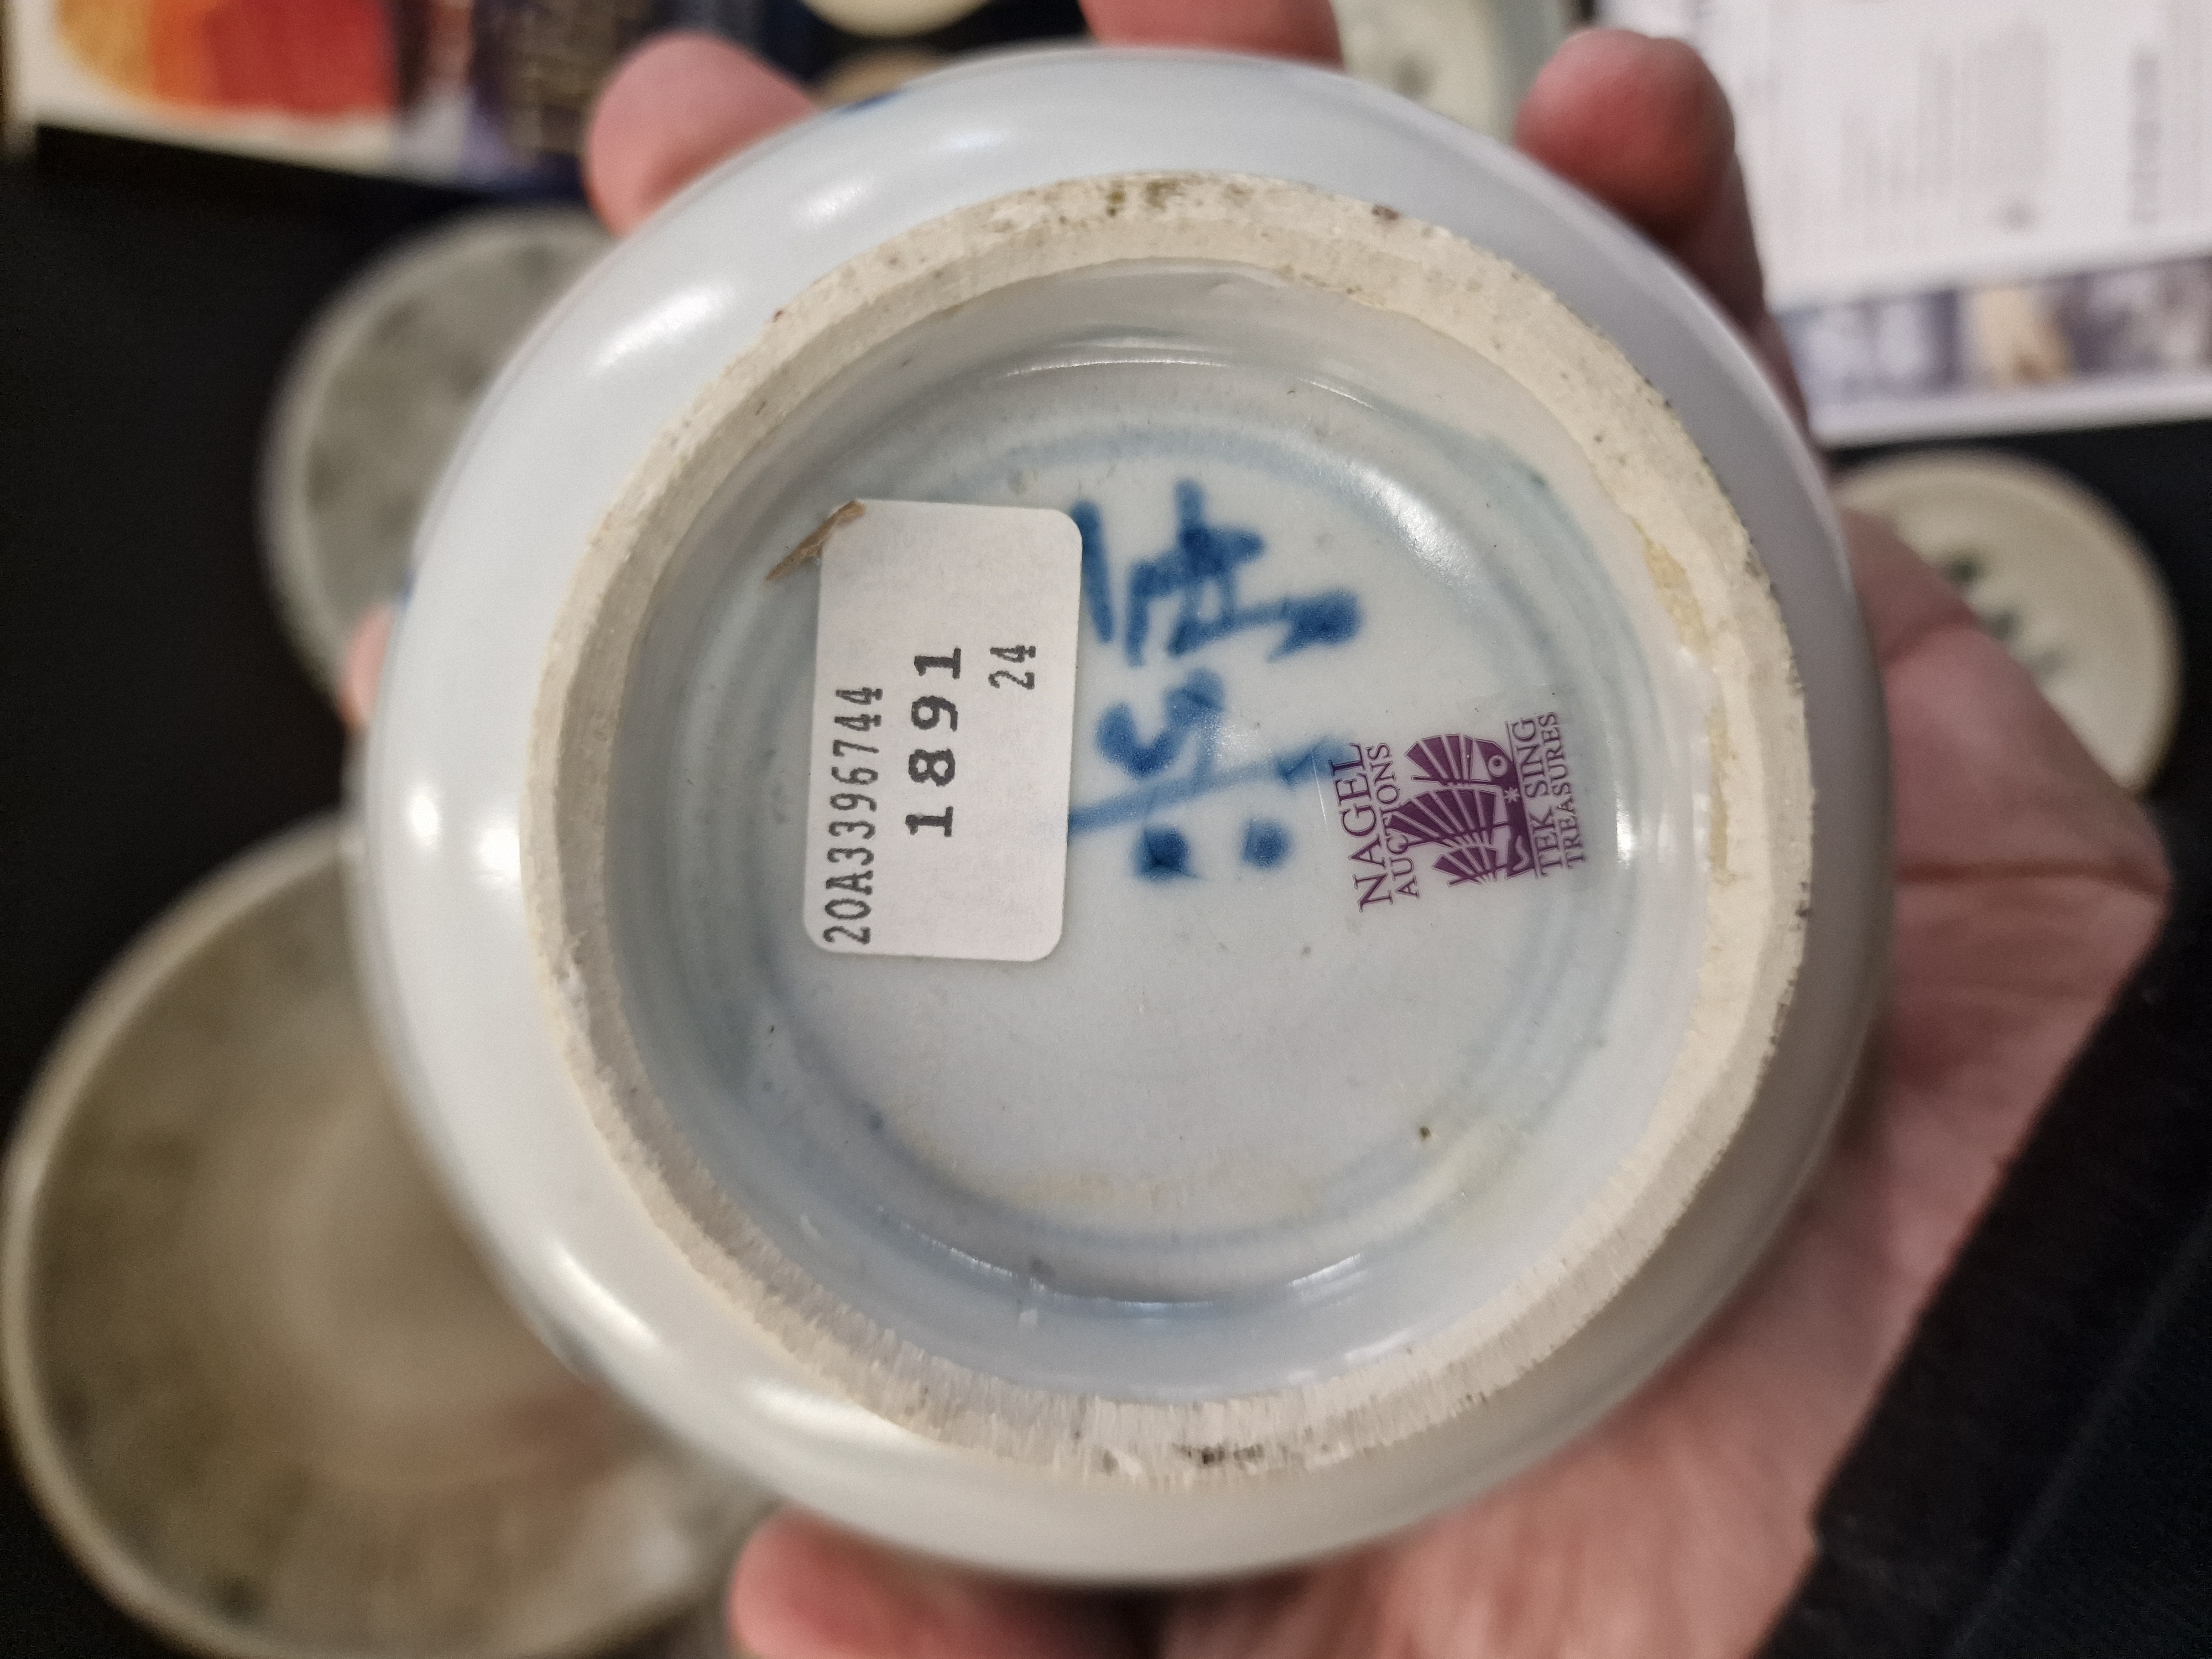 20A3396744
1891
24
NAGEL
AUCTIONS
TEK SING
TREASURES